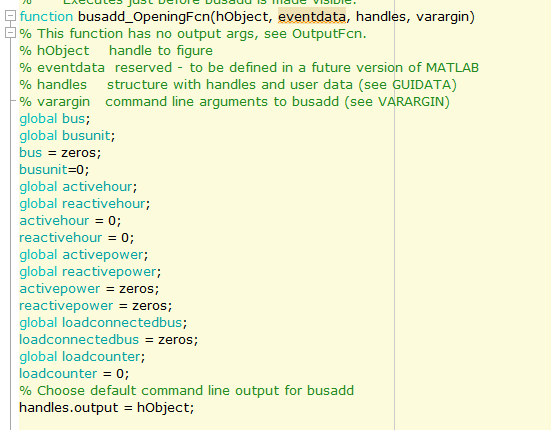 % Executes just before busadd is made visible.
function busadd_OpeningFcn(hObject, eventdata, handles, varargin)
% This function has no output args, see OutputFcn.
% hObject    handle to figure
% eventdata  reserved - to be defined in a future version of MATLAB
% handles    structure with handles and user data (see GUIDATA)
% varargin   command line arguments to busadd (see VARARGIN)
global bus;
global busunit;
bus = zeros;
busunit=0;
global activehour;
global reactivehour;
activehour = 0;
reactivehour = 0;
global activepower;
global reactivepower;
activepower = zeros;
reactivepower = zeros;
global loadconnectedbus;
loadconnectedbus = zeros;
global loadcounter;
loadcounter = 0;
% Choose default command line output for busadd
handles.output = hObject;